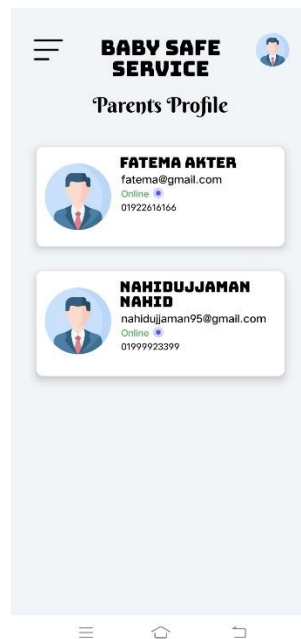 BABY SAFE
SERVICE
Parents Profile
FATEMA AKTER
fatema@gmail.com
Online
01922616166
NAHIDUJJAMAN
NAHID
nahidujjaman95@gmail.com
Online
01999923399